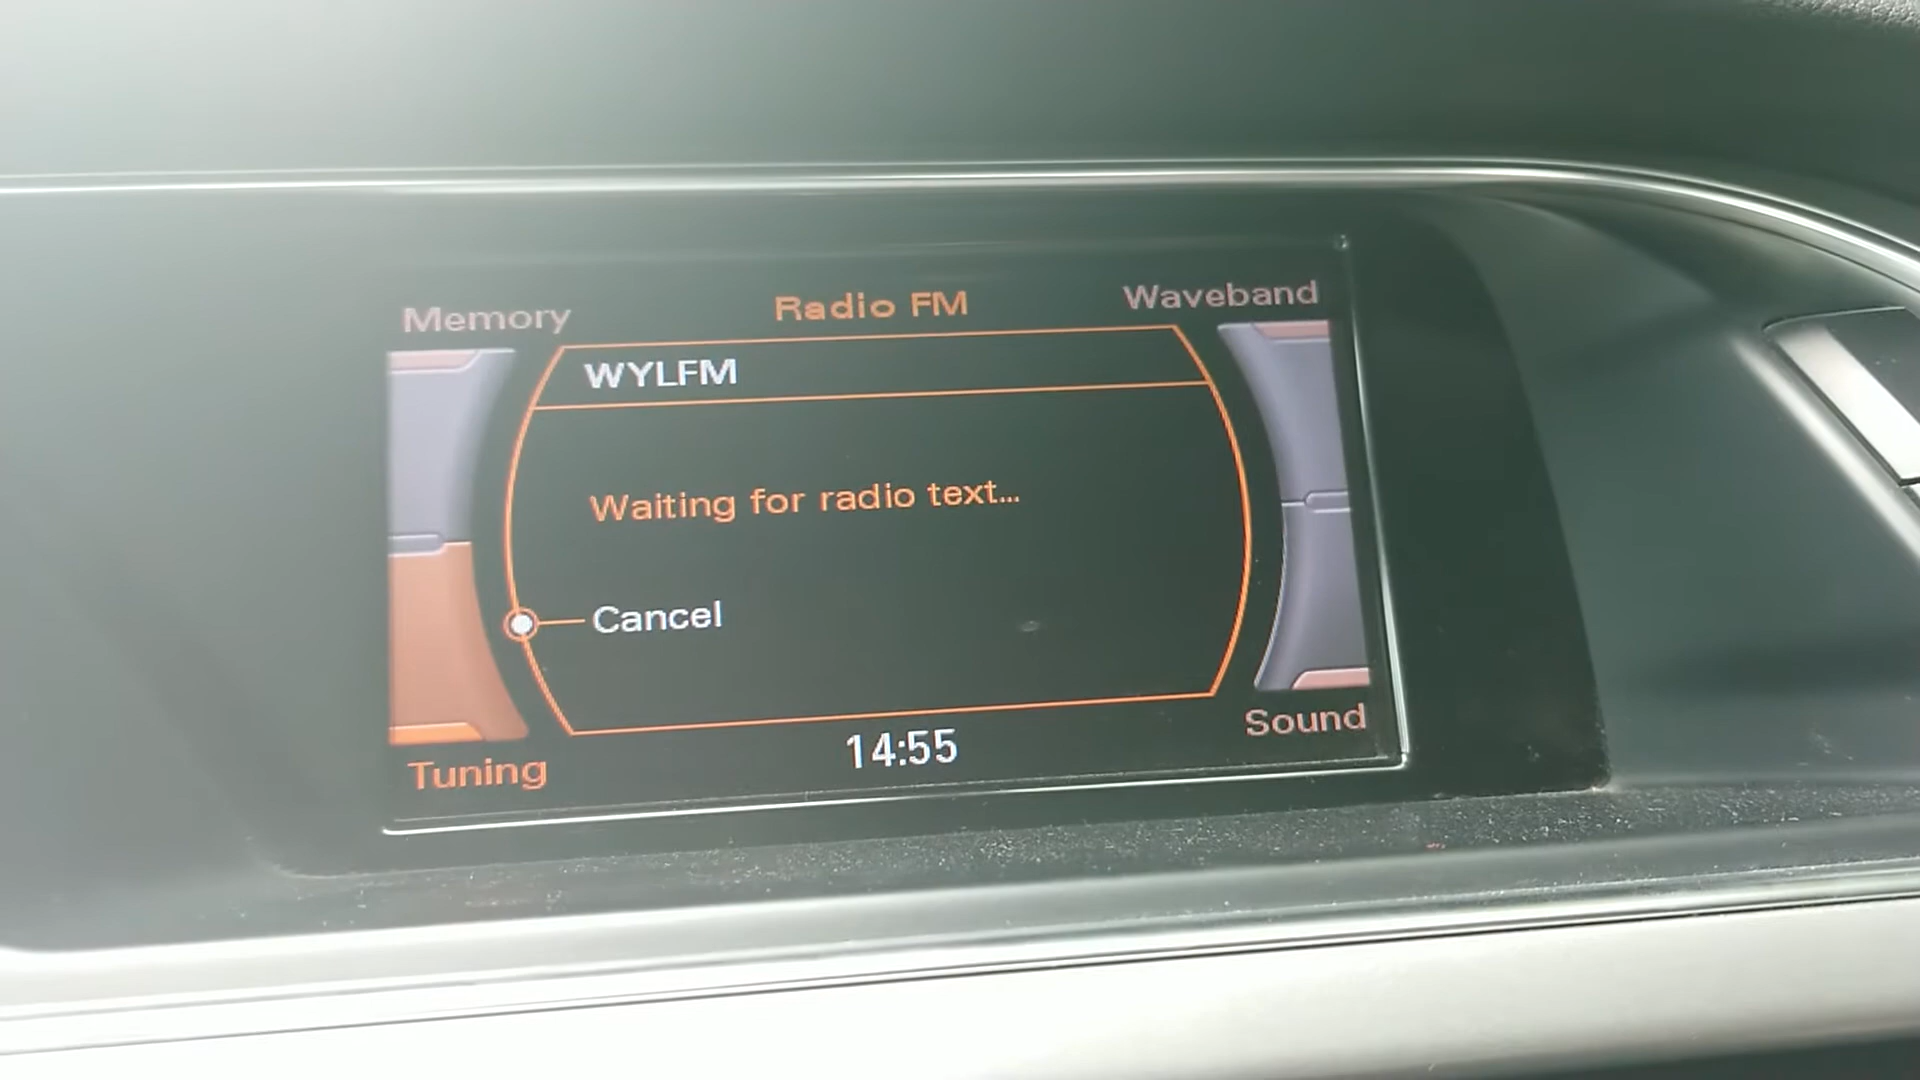 Memory
Radio FM
Waveband
WYLFM
Waiting for radio text...
Cancel
Tuning
14:55
Sound